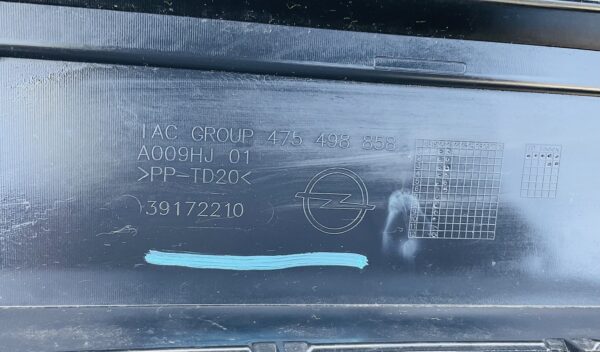 IAC GROUP 475 498 858
A009HJ 01
>PP-TD20<
39172210